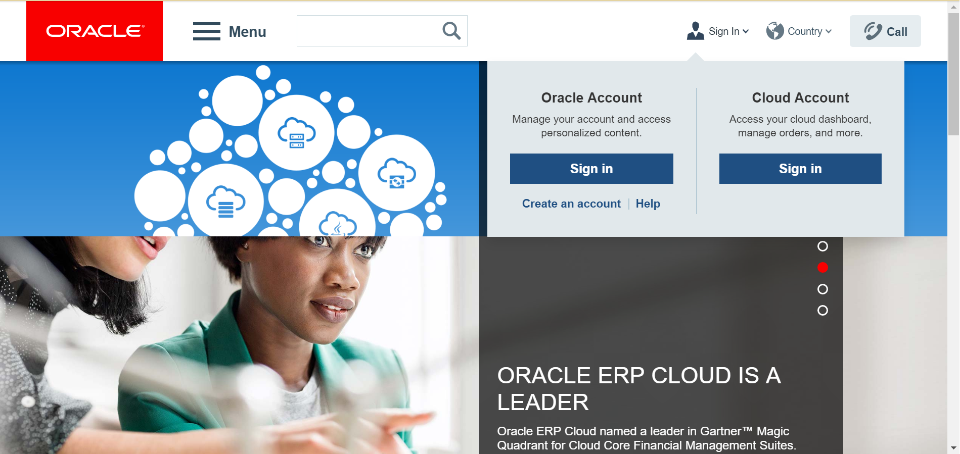 ORACLE
Menu
Sign In
Country
Call
Oracle Account
Manage your account and access
personalized content.
Sign in
Create an account | Help
Cloud Account
Access your cloud dashboard,
manage orders, and more.
Sign in
ORACLE ERP CLOUD IS A
LEADER
Oracle ERP Cloud named a leader in Gartner™ Magic
Quadrant for Cloud Core Financial Management Suites.